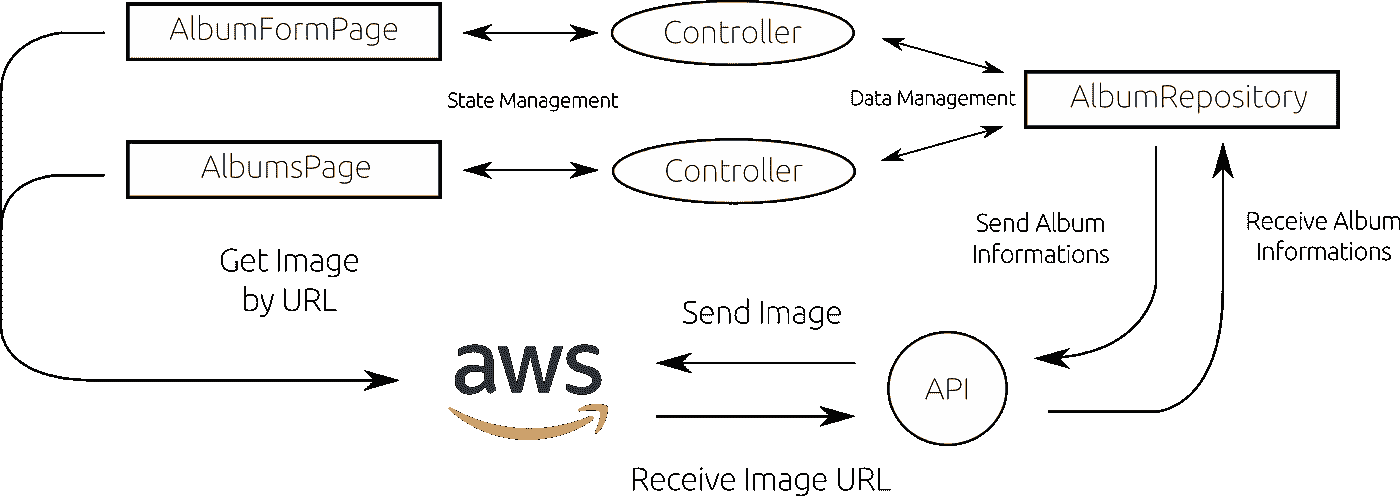 AlbumFormPage
Controller
State Management
Data Management
AlbumRepository
AlbumsPage
Controller
Send Album
Informations
Receive Album
Informations
Get Image
by URL
Send Image
aws
API
Receive Image URL